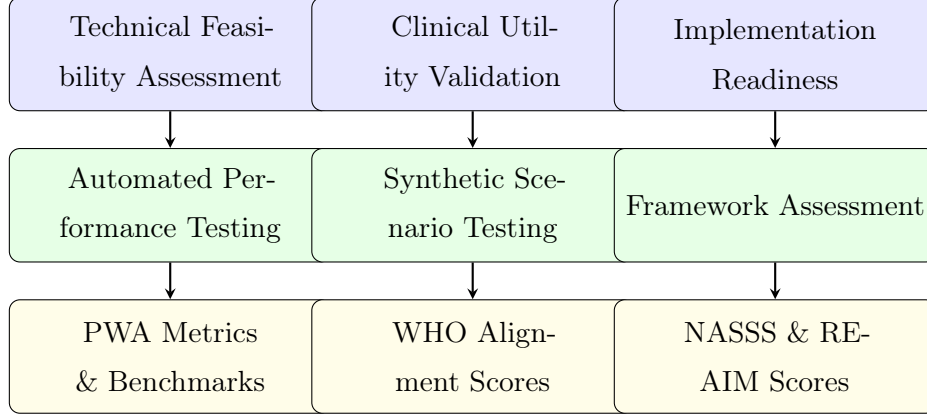 Technical Feasi-
bility Assessment
Clinical Util-
ity Validation
Implementation
Readiness
Automated Per-
formance Testing
Synthetic Sce-
nario Testing
Framework Assessment
PWA Metrics
& Benchmarks
WHO Align-
ment Scores
NASSS & RE-
AIM Scores